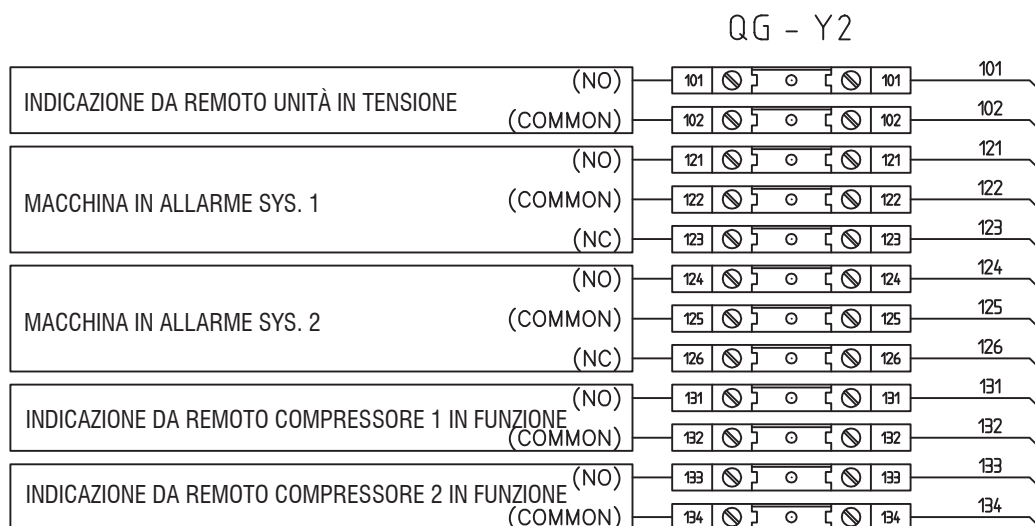 QG - Y2
(NO) 101 101 101
INDICAZIONE DA REMOTO UNITÀ IN TENSIONE
(COMMON) 102 102 102
(NO) 121 121 121
MACCHINA IN ALLARME SYS. 1 (COMMON) 122 122 122
(NC) 123 123 123
(NO) 124 124 124
MACCHINA IN ALLARME SYS. 2 (COMMON) 125 125 125
(NC) 126 126 126
(NO) 131 131 131
INDICAZIONE DA REMOTO COMPRESSORE 1 IN FUNZIONE
(COMMON) 132 132 132
(NO) 133 133 133
INDICAZIONE DA REMOTO COMPRESSORE 2 IN FUNZIONE
(COMMON) 134 134 134